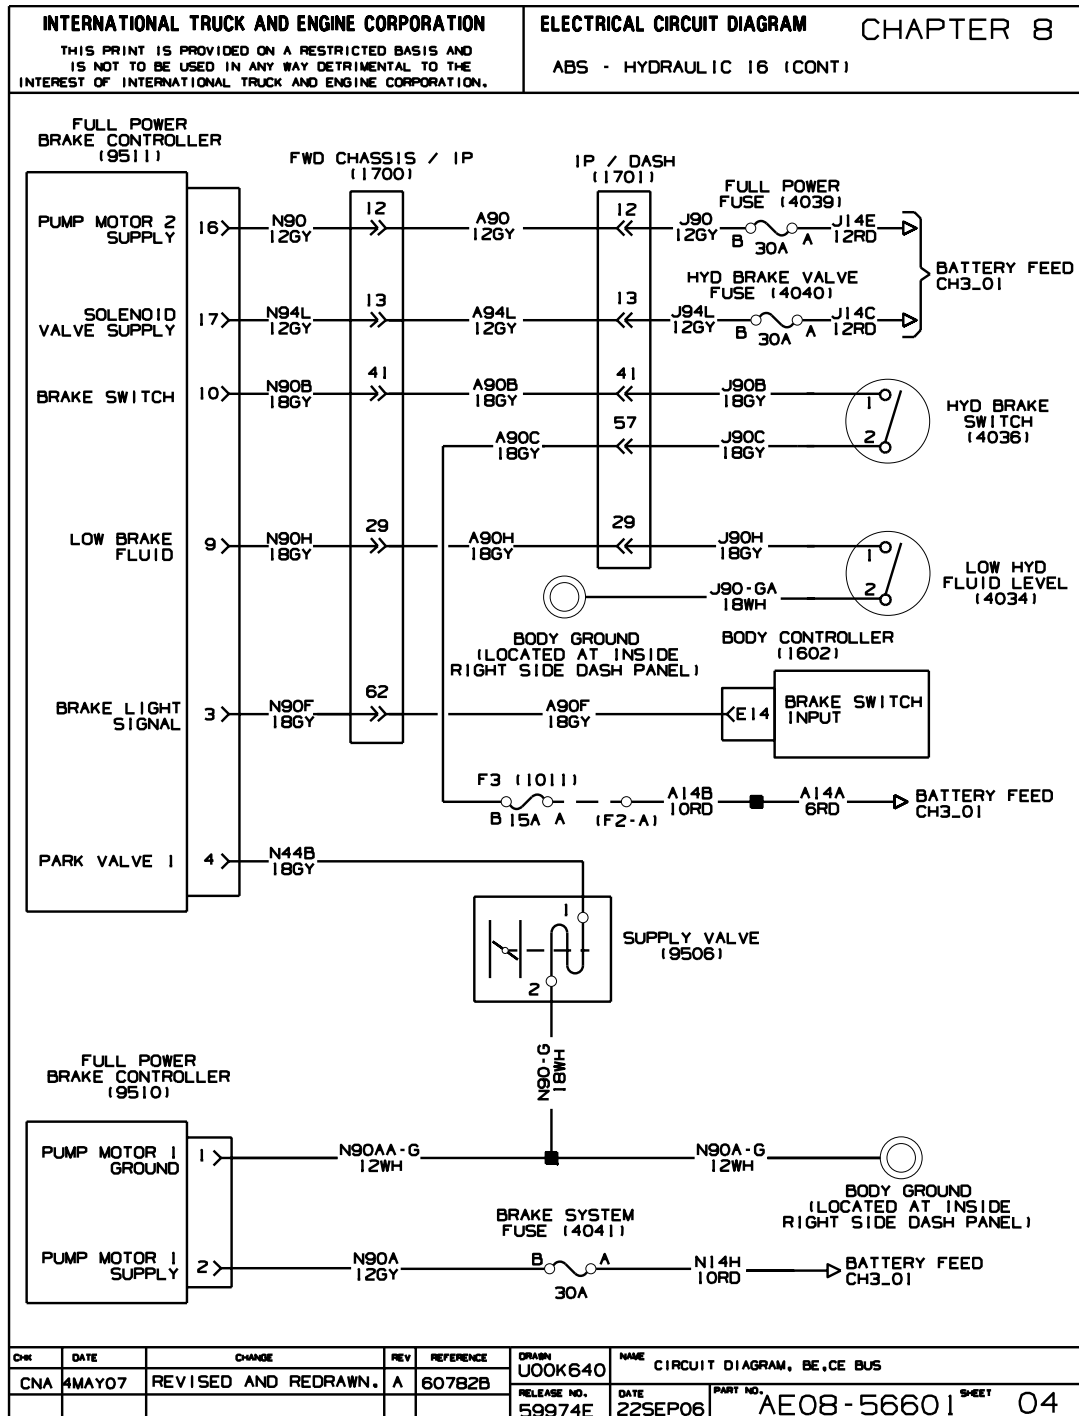 INTERNATIONAL TRUCK AND ENGINE CORPORATION
THIS PRINT IS PROVIDED ON A RESTRICTED BASIS AND
IS NOT TO BE USED IN ANY WAY DETRIMENTAL TO THE
INTEREST OF INTERNATIONAL TRUCK AND ENGINE CORPORATION.
ELECTRICAL CIRCUIT DIAGRAM
CHAPTER 8
ABS - HYDRAULIC 16 (CONT)
FULL POWER
BRAKE CONTROLLER
(9511)
FWD CHASSIS / IP
(1700)
IP / DASH
(1701)
FULL POWER
FUSE (4039)
PUMP MOTOR 2
SUPPLY
16
N90
12GY
12
A90
12GY
12
J90
12GY
B
30A
A
J14E
12RD
BATTERY FEED
CH3_01
HYD BRAKE VALVE
FUSE (4040)
SOLENOID
VALVE SUPPLY
17
N94L
12GY
13
A94L
12GY
13
J94L
12GY
B
30A
A
J14C
12RD
BRAKE SWITCH
10
N90B
18GY
41
A90B
18GY
41
J90B
18GY
1
HYD BRAKE
SWITCH
(4036)
A90C
18GY
57
J90C
18GY
2
LOW BRAKE
FLUID
9
N90H
18GY
29
A90H
18GY
29
J90H
18GY
1
LOW HYD
FLUID LEVEL
(4034)
J90-GA
18WH
2
BODY GROUND
(LOCATED AT INSIDE
RIGHT SIDE DASH PANEL)
BODY CONTROLLER
(1602)
BRAKE LIGHT
SIGNAL
3
N90F
18GY
62
A90F
18GY
E14
BRAKE SWITCH
INPUT
F3 (1011)
B 15A A
(F2-A)
A14B
10RD
A14A
6RD
BATTERY FEED
CH3_01
PARK VALVE 1
4
N44B
18GY
1
2
SUPPLY VALVE
(9506)
N90-G
18WH
FULL POWER
BRAKE CONTROLLER
(9510)
PUMP MOTOR 1
GROUND
1
N90AA-G
12WH
N90A-G
12WH
BODY GROUND
(LOCATED AT INSIDE
RIGHT SIDE DASH PANEL)
BRAKE SYSTEM
FUSE (4041)
PUMP MOTOR 1
SUPPLY
2
N90A
12GY
B
A
30A
N14H
10RD
BATTERY FEED
CH3_01
CHK
DATE
CHANGE
REV
REFERENCE
CNA
4MAY07
REVISED AND REDRAWN.
A
60782B
DRAWN
U00K640
NAME
CIRCUIT DIAGRAM, BE,CE BUS
RELEASE NO.
59974E
DATE
22SEP06
PART NO.
AE08-56601
SHEET
04